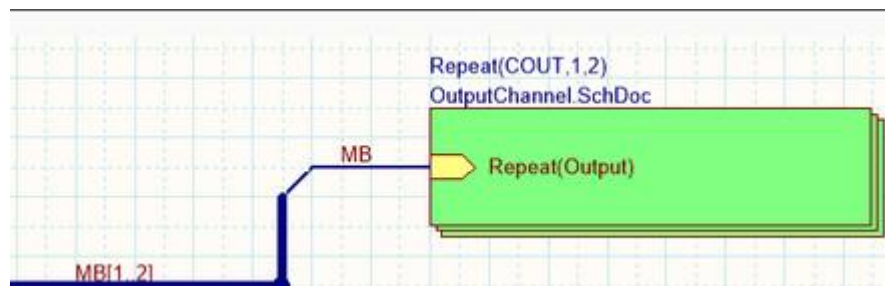 Repeat(COUT,1,2)
OutputChannel.SchDoc
MB
Repeat(Output)
MB[1..2]